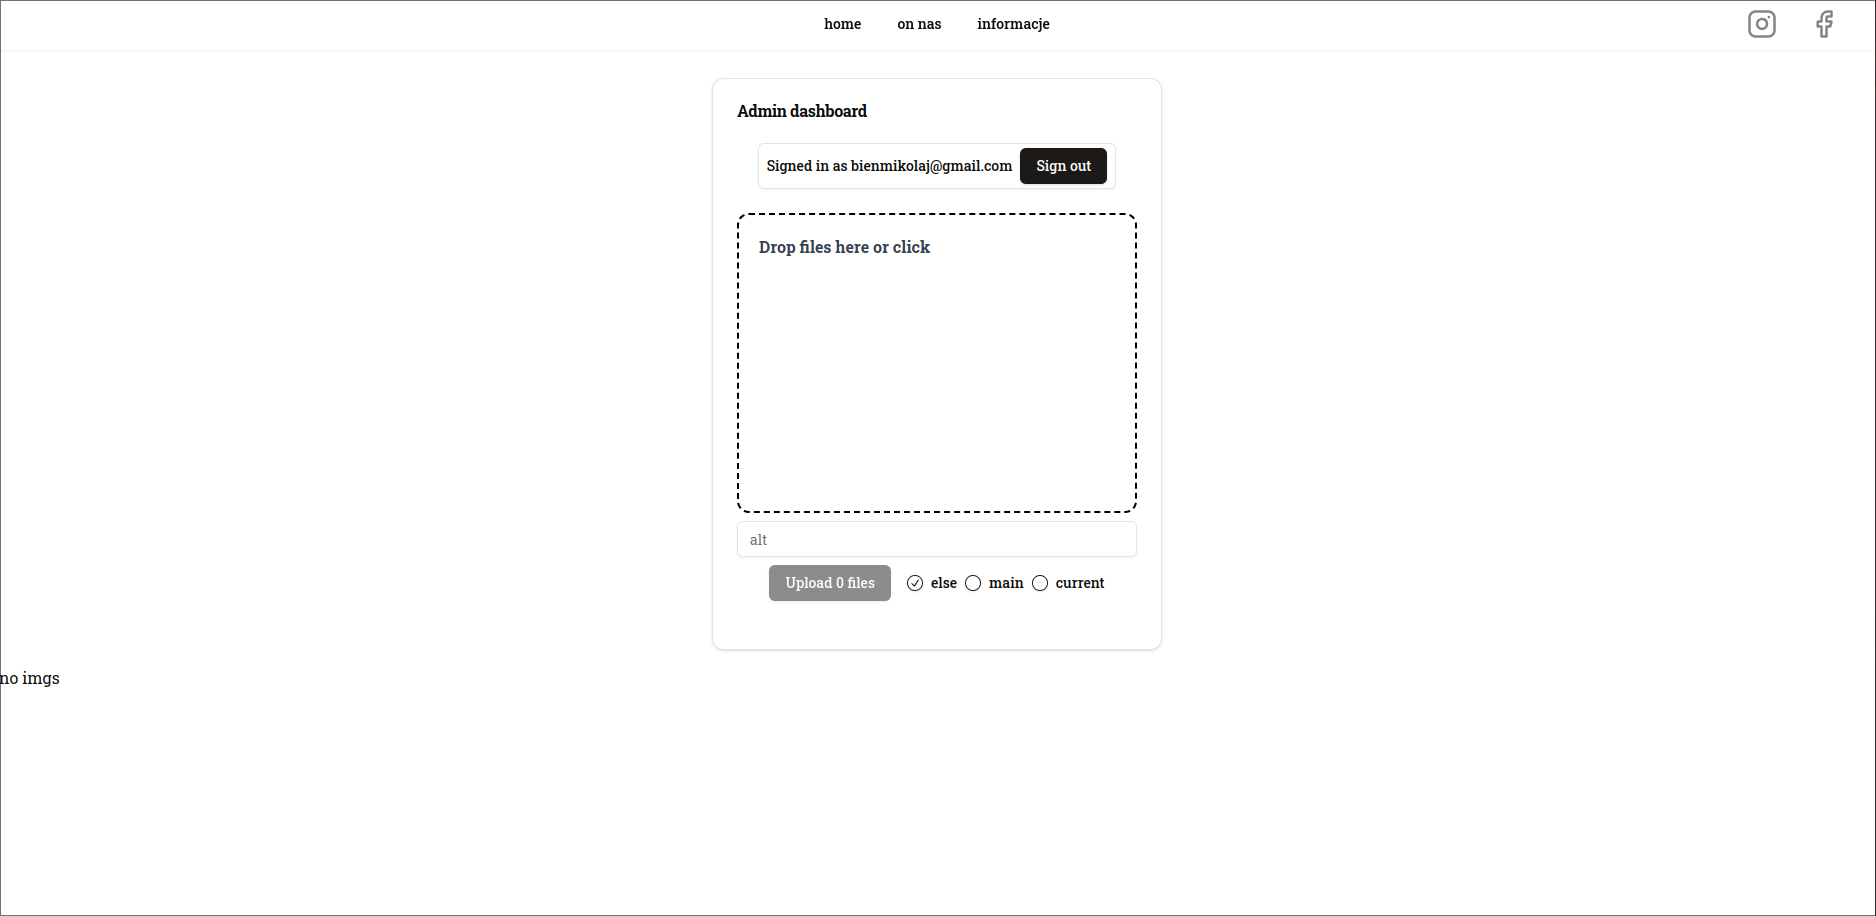 home on nas informacje
Admin dashboard
Signed in as bienmikolaj@gmail.com Sign out
Drop files here or click
alt
Upload 0 files else main current
no imgs